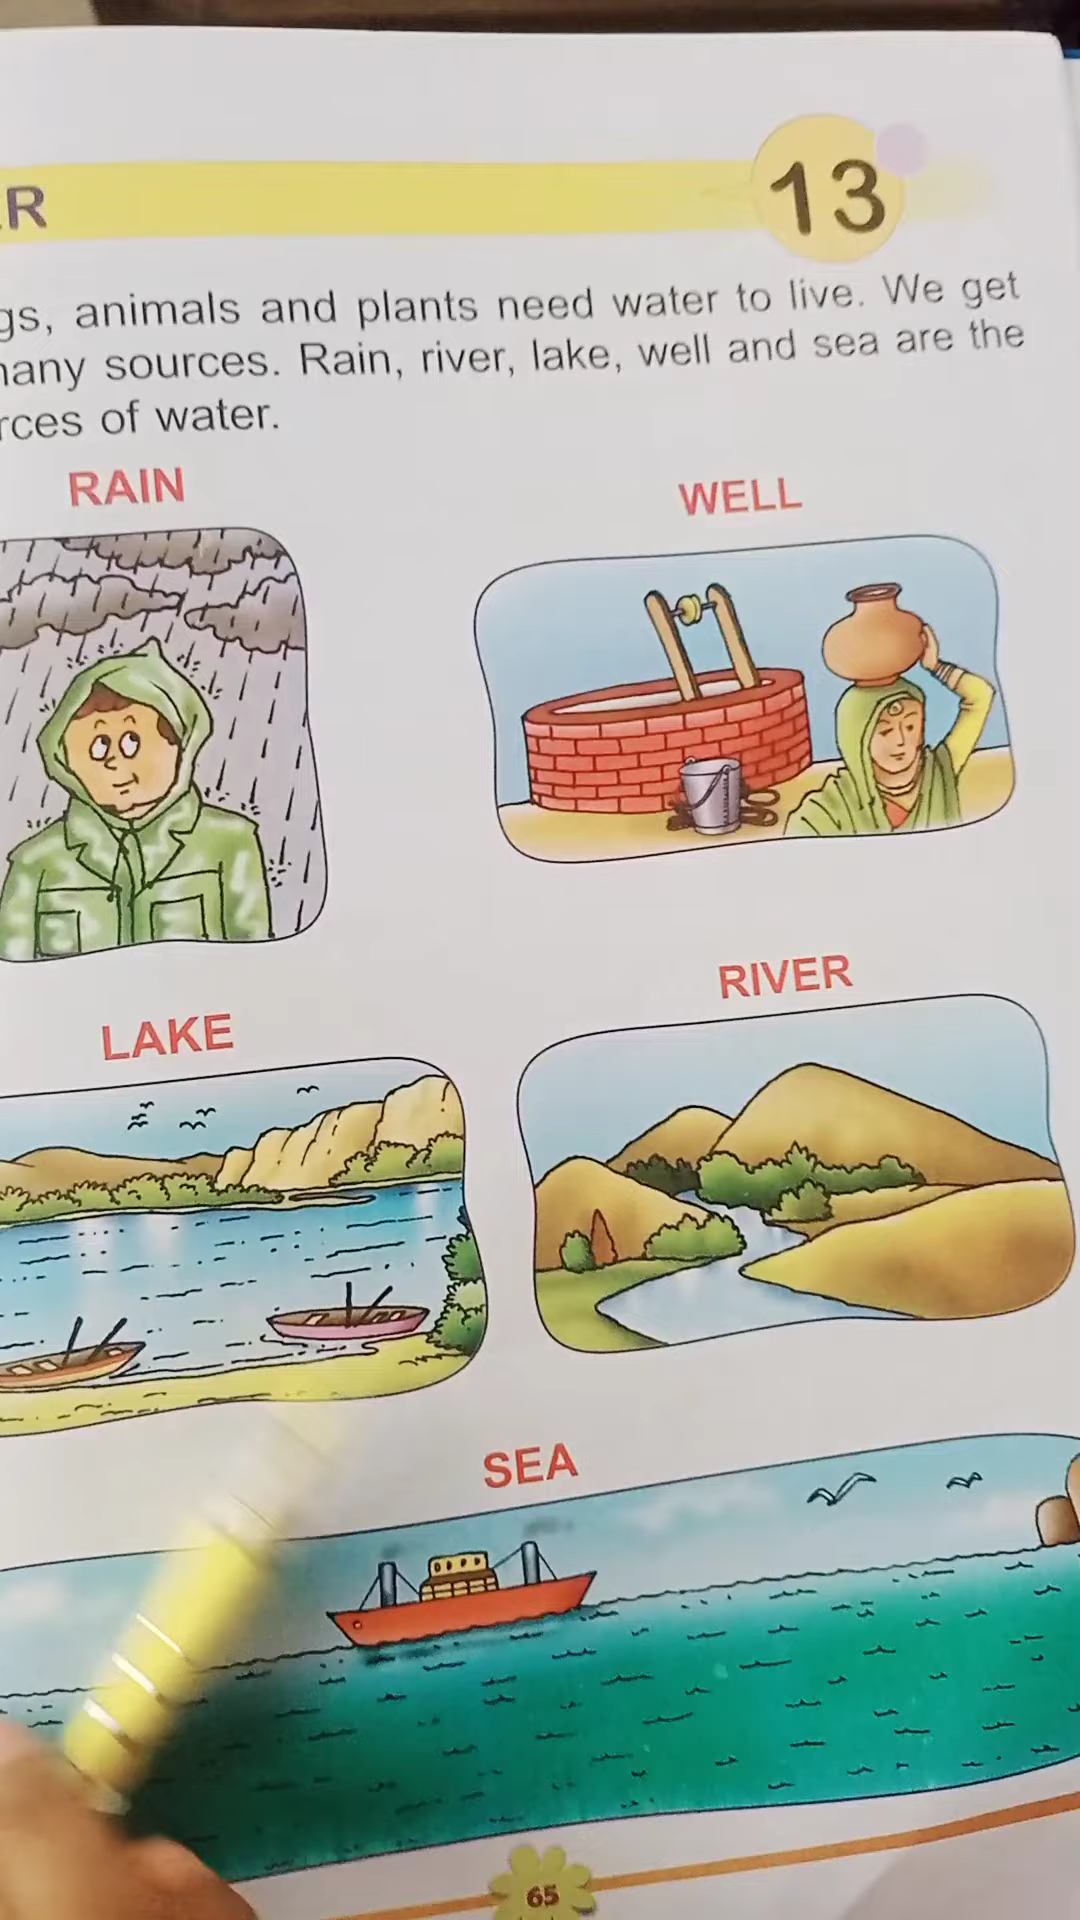 R
13
gs, animals and plants need water to live. We get
many sources. Rain, river, lake, well and sea are the
rces of water.
RAIN
WELL
LAKE
RIVER
SEA
65